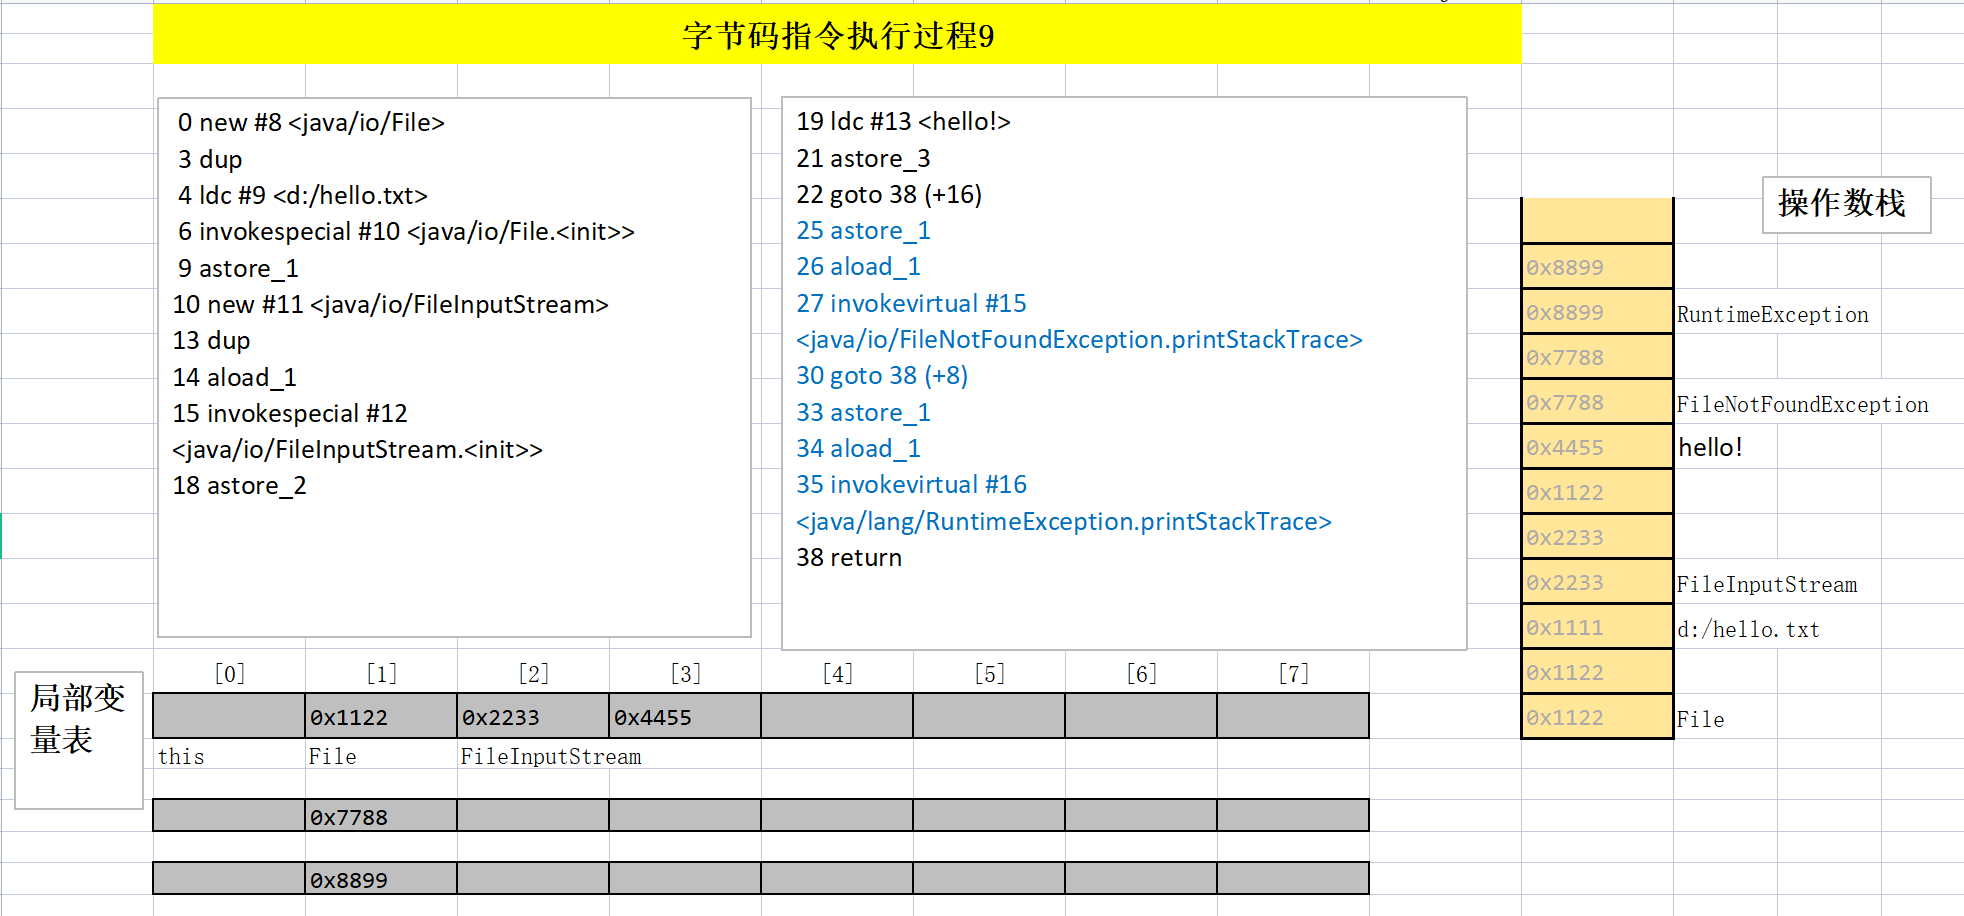 字节码指令执行过程9
0 new #8 <java/io/File>
3 dup
4 ldc #9 <d:/hello.txt>
6 invokespecial #10 <java/io/File.<init>>
9 astore_1
10 new #11 <java/io/FileInputStream>
13 dup
14 aload_1
15 invokespecial #12
<java/io/FileInputStream.<init>>
18 astore_2
19 ldc #13 <hello!>
21 astore_3
22 goto 38 (+16)
25 astore_1
26 aload_1
27 invokevirtual #15
<java/io/FileNotFoundException.printStackTrace>
30 goto 38 (+8)
33 astore_1
34 aload_1
35 invokevirtual #16
<java/lang/RuntimeException.printStackTrace>
38 return
操作数栈
0x8899
0x8899 RuntimeException
0x7788
0x7788 FileNotFoundException
0x4455 hello!
0x1122
0x2233
0x2233 FileInputStream
0x1111 d:/hello.txt
0x1122
0x1122 File
局部变
量表
[0] [1] [2] [3] [4] [5] [6] [7]
0x1122 0x2233 0x4455
this File FileInputStream
0x7788
0x8899